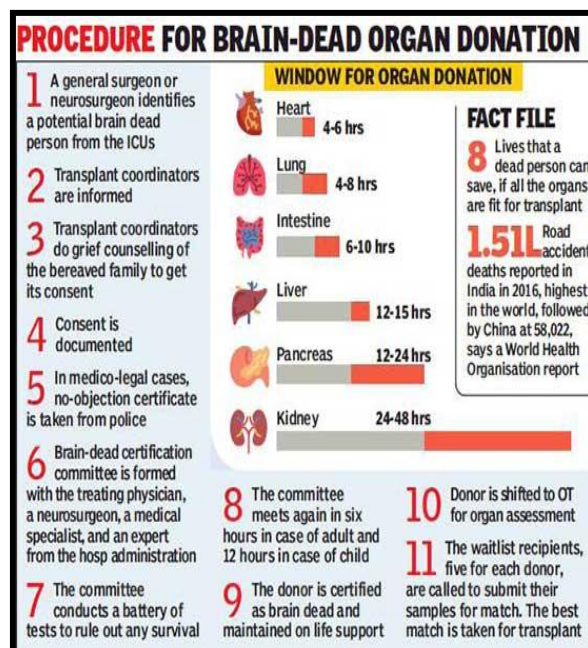 PROCEDURE FOR BRAIN-DEAD ORGAN DONATION
1 A general surgeon or
neurosurgeon identifies
a potential brain dead
person from the ICUs
2 Transplant coordinators
are informed
3 Transplant coordinators
do grief counselling of
the bereaved family to get
its consent
4 Consent is
documented
5 In medico-legal cases,
no-objection certificate
is taken from police
6 Brain-dead certification
committee is formed
with the treating physician,
a neurosurgeon, a medical
specialist, and an expert
from the hosp administration
7 The committee
conducts a battery of
tests to rule out any survival
WINDOW FOR ORGAN DONATION
Heart
4-6 hrs
Lung
4-8 hrs
Intestine
6-10 hrs
Liver
12-15 hrs
Pancreas 12-24 hrs
Kidney 24-48 hrs
FACT FILE
8 Lives that a
dead person can
save, if all the organs
are fit for transplant
1.51L Road
accident
deaths reported in
India in 2016, highest
in the world, followed
by China at 58,022,
says a World Health
Organisation report
8 The committee
meets again in six
hours in case of adult and
12 hours in case of child
9 The donor is certified
as brain dead and
maintained on life support
10 Donor is shifted to OT
for organ assessment
11 The waitlist recipients,
five for each donor,
are called to submit their
samples for match. The best
match is taken for transplant